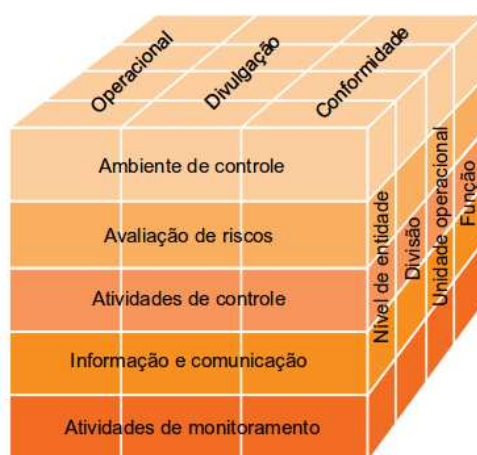 Operacional
Divulgação
Conformidade
Ambiente de controle
Avaliação de riscos
Atividades de controle
Informação e comunicação
Atividades de monitoramento
Nível de entidade
Divisão
Unidade operacional
Função